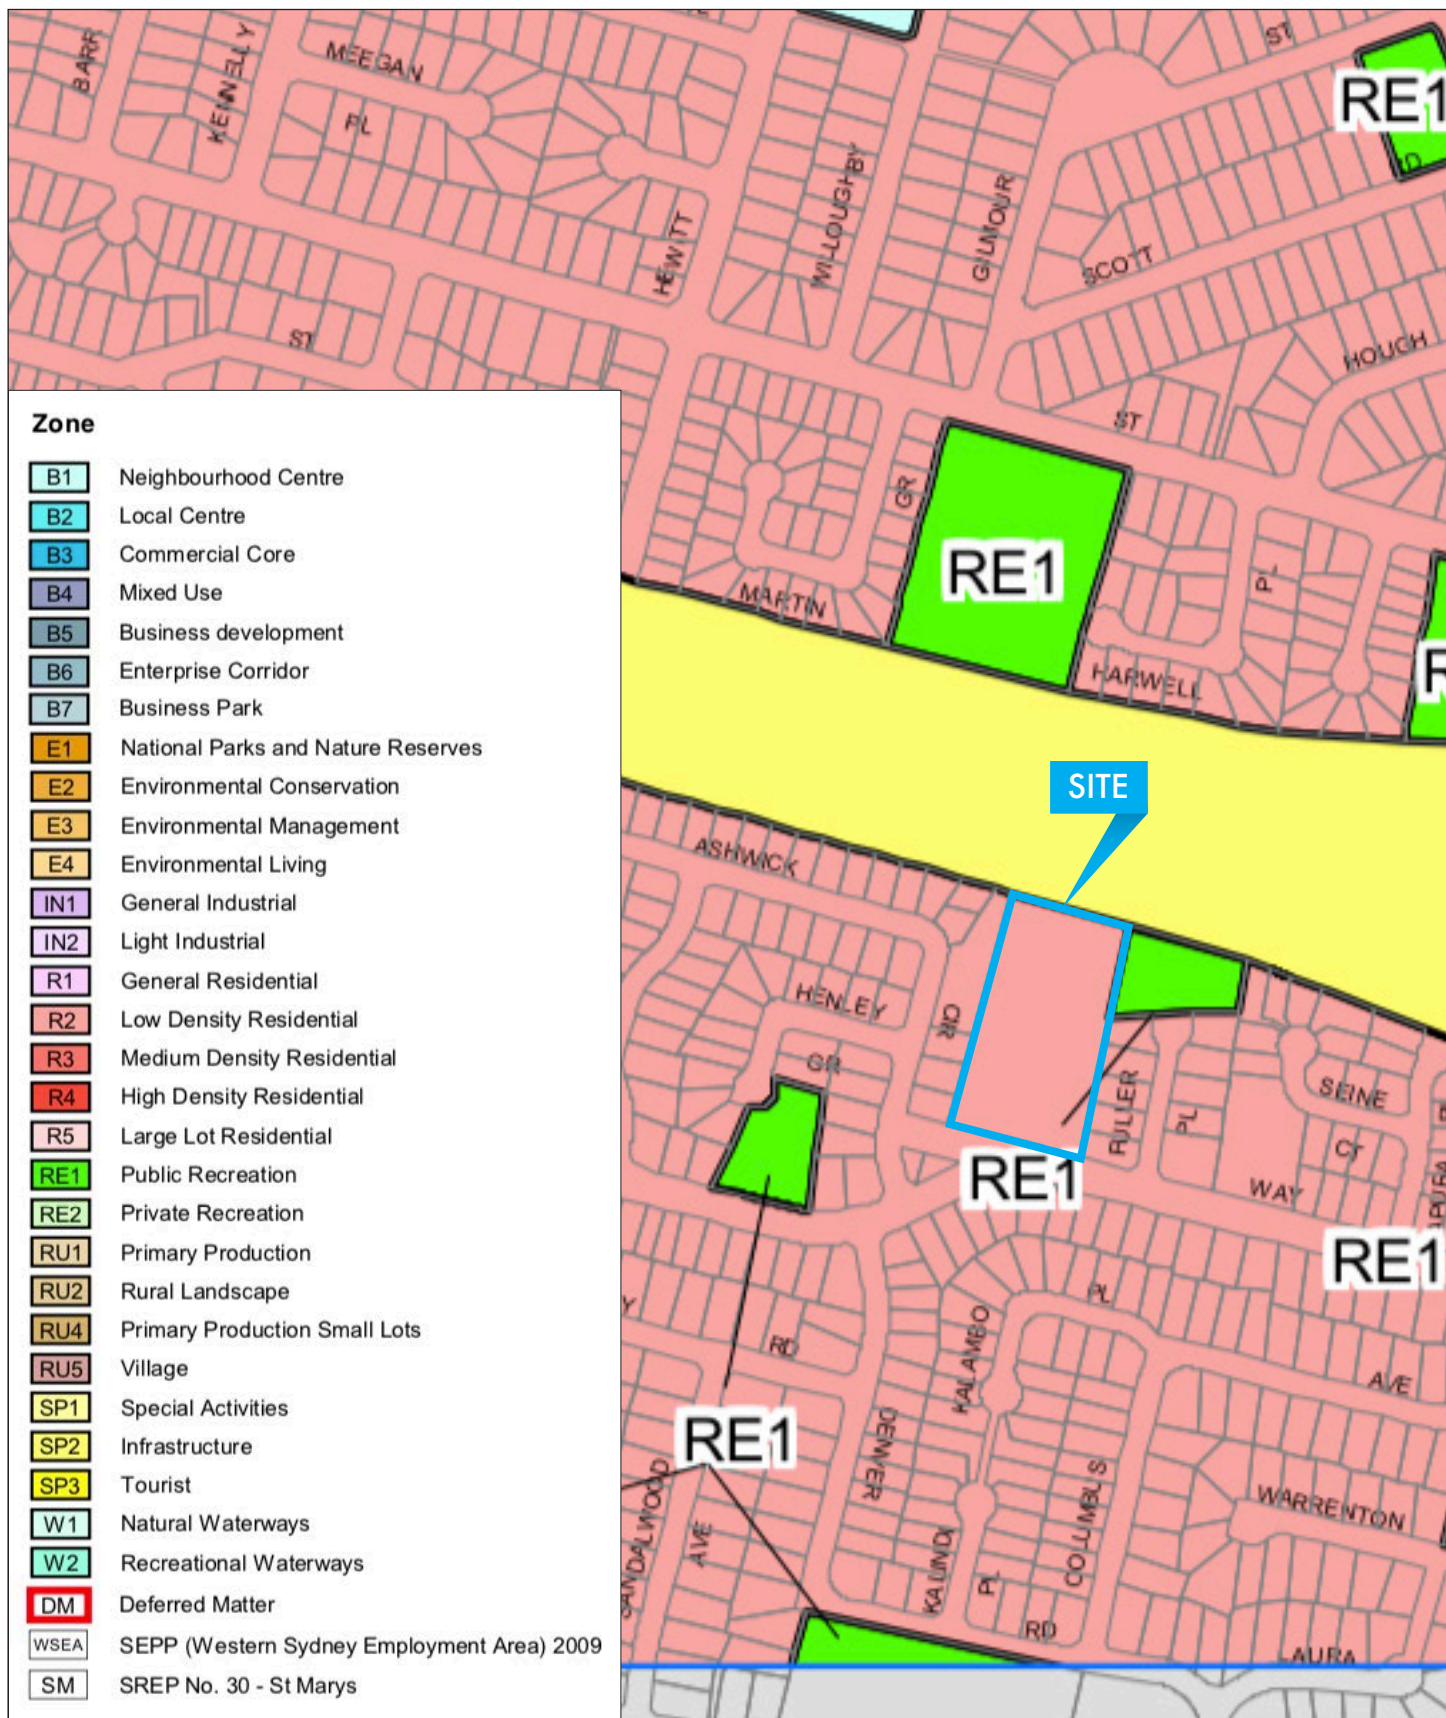 BARR
KENNELLY
MEEGAN
PL
ST
HEWITT
WILLOUGHBY
GILMOUR
ST
RE1
RD
SCOTT
HOUGH
ST
GR
RE1
PL
MARTIN
HARWELL
SITE
ASHWICK
HENLEY
CIR
GR
FULLER
PL
SEINE
CT
RE1
WAY
RE1
PL
KALAMBO
RD
AVE
RE1
DENVER
COLUMBUS
WARRENTON
SANDALWOOD
AVE
KALINDI
PL
RD
LAURA
Zone
B1 Neighbourhood Centre
B2 Local Centre
B3 Commercial Core
B4 Mixed Use
B5 Business development
B6 Enterprise Corridor
B7 Business Park
E1 National Parks and Nature Reserves
E2 Environmental Conservation
E3 Environmental Management
E4 Environmental Living
IN1 General Industrial
IN2 Light Industrial
R1 General Residential
R2 Low Density Residential
R3 Medium Density Residential
R4 High Density Residential
R5 Large Lot Residential
RE1 Public Recreation
RE2 Private Recreation
RU1 Primary Production
RU2 Rural Landscape
RU4 Primary Production Small Lots
RU5 Village
SP1 Special Activities
SP2 Infrastructure
SP3 Tourist
W1 Natural Waterways
W2 Recreational Waterways
DM Deferred Matter
WSEA SEPP (Western Sydney Employment Area) 2009
SM SREP No. 30 - St Marys